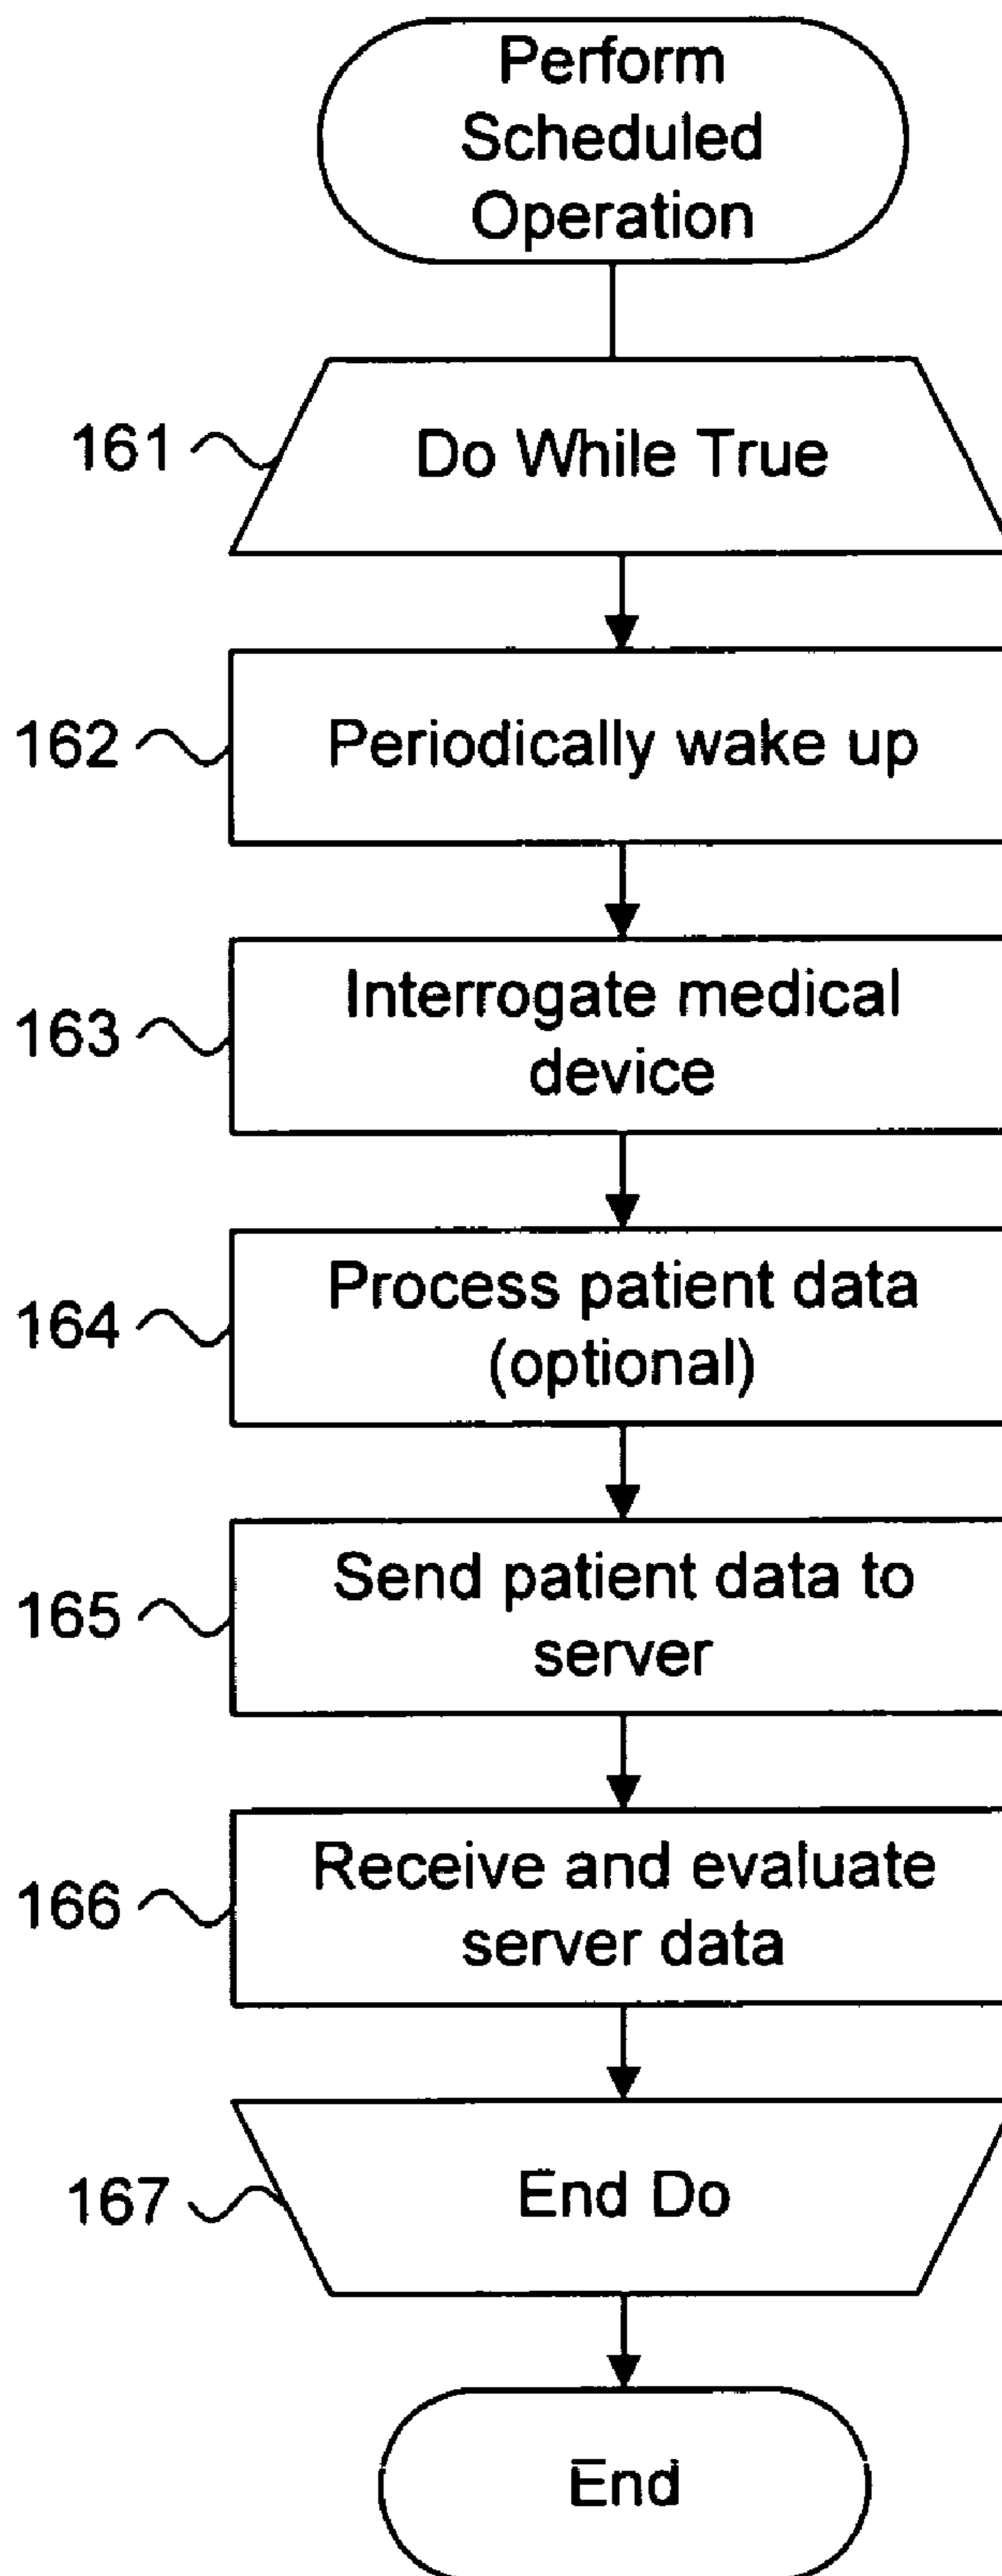 Perform
Scheduled
Operation
161
Do While True
162
Periodically wake up
163
Interrogate medical
device
164
Process patient data
(optional)
165
Send patient data to
server
166
Receive and evaluate
server data
167
End Do
End